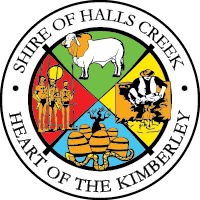 SHIRE OF HALLS CREEK
HEART OF THE KIMBERLEY